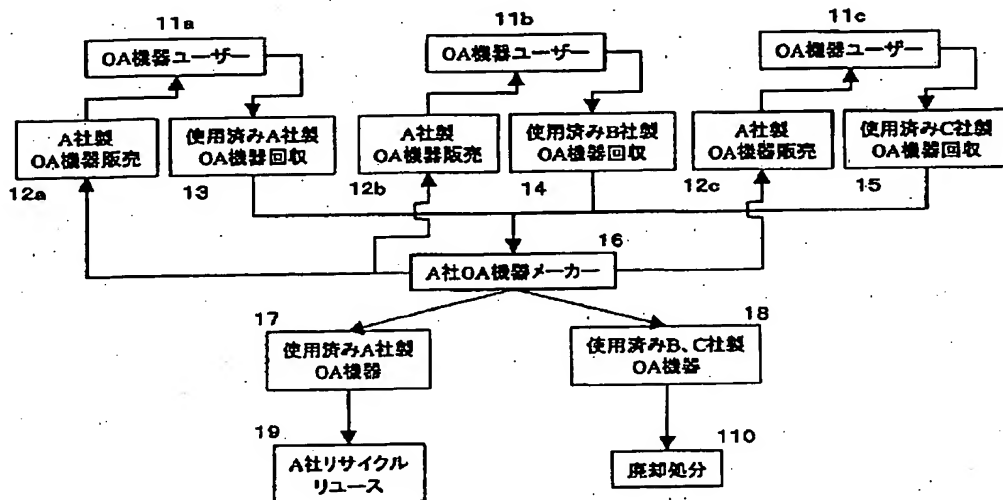 11a
11b
11c
OA機器ユーザー
OA機器ユーザー
OA機器ユーザー
A社製
OA機器販売
使用済みA社製
OA機器回収
A社製
OA機器販売
使用済みB社製
OA機器回収
A社製
OA機器販売
使用済みC社製
OA機器回収
12a
13
12b
14
12c
15
16
A社OA機器メーカー
17
18
使用済みA社製
OA機器
使用済みB、C社製
OA機器
19
110
A社リサイクル
リユース
廃却処分